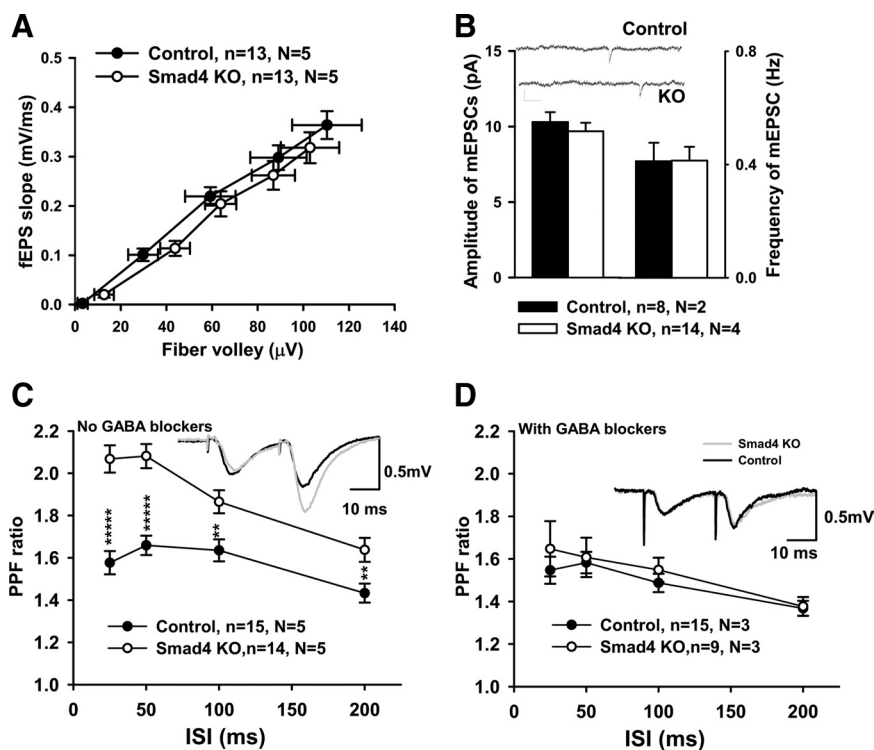 A
Control, n=13, N=5
Smad4 KO, n=13, N=5
fEPS slope (mV/ms)
0.5
0.4
0.3
0.2
0.1
0.0
0 20 40 60 80 100 120 140
Fiber volley (μV)
B
Control
KO
Amplitude of mEPSCs (pA)
15
10
5
0
Frequency of mEPSC (Hz)
0.8
0.4
0.0
Control, n=8, N=2
Smad4 KO, n=14, N=4
C
No GABA blockers
PPF ratio
2.2
2.0
1.8
1.6
1.4
1.2
1.0
0.5mV
10 ms
*****
*****
**
**
Control, n=15, N=5
Smad4 KO,n=14, N=5
0 50 100 150 200
ISI (ms)
D
With GABA blockers
PPF ratio
2.2
2.0
1.8
1.6
1.4
1.2
1.0
Smad4 KO
Control
0.5mV
10 ms
Control, n=15, N=3
Smad4 KO,n=9, N=3
0 50 100 150 200
ISI (ms)